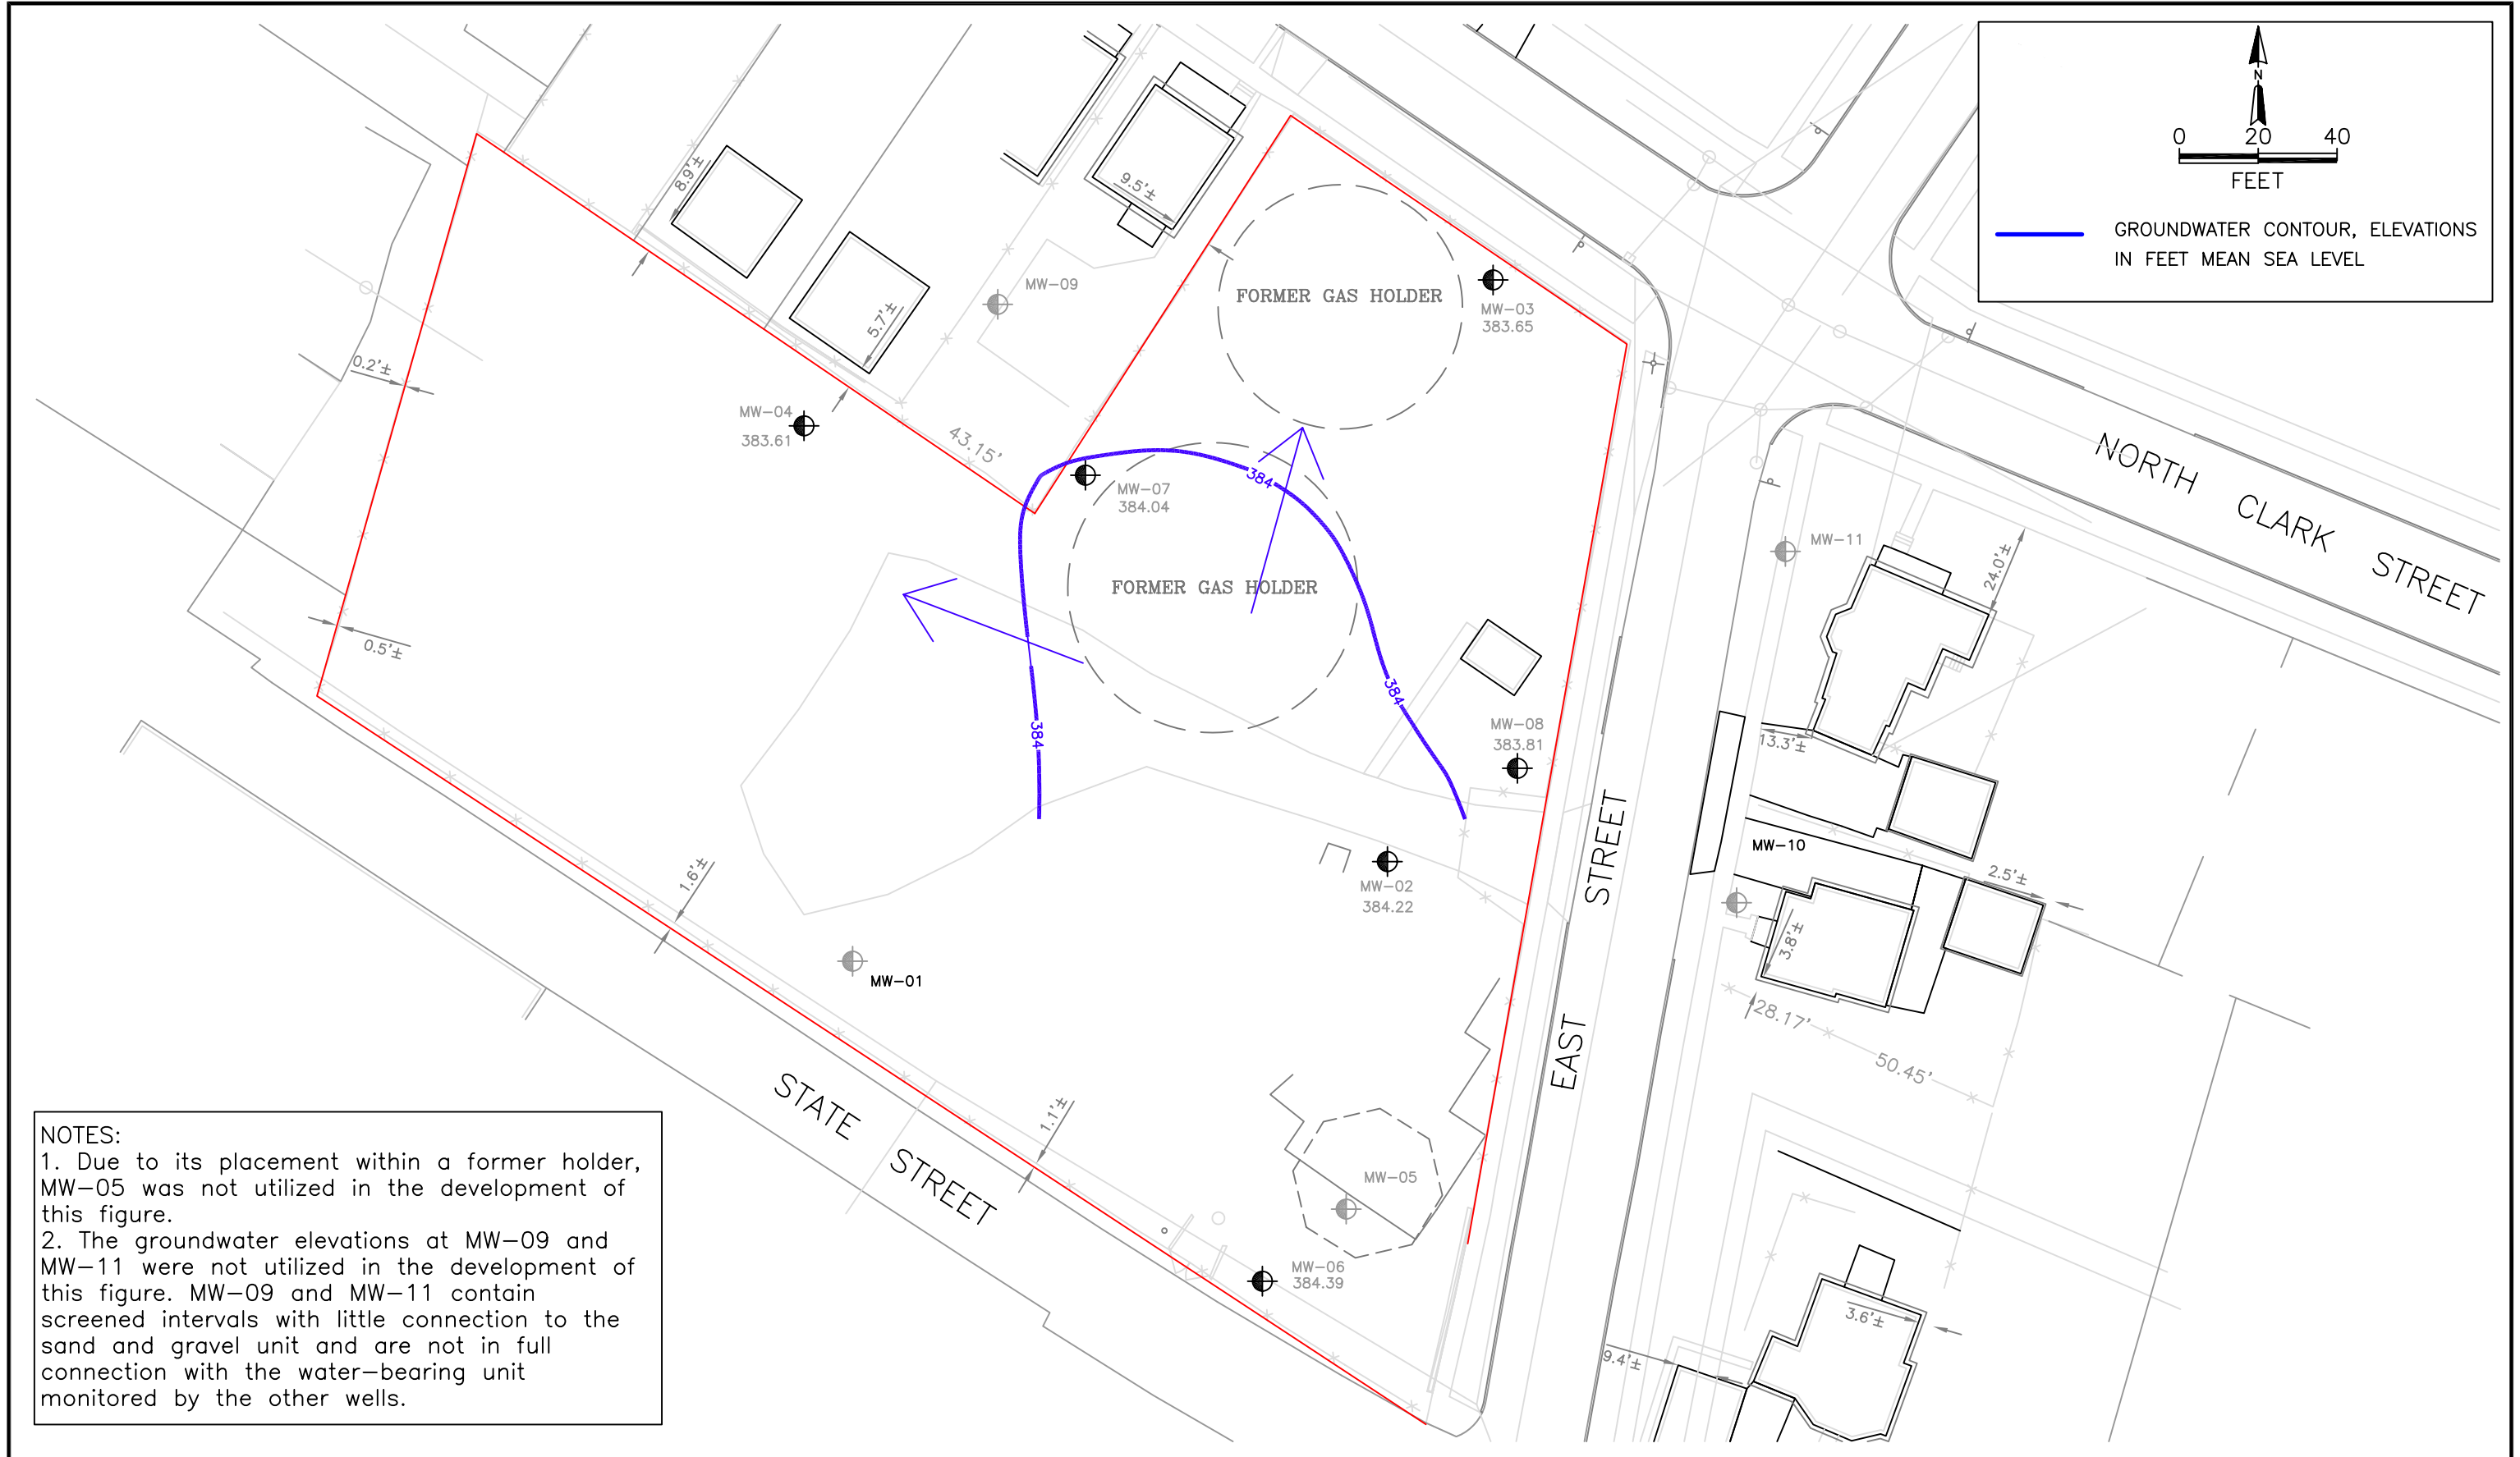 N
0 20 40
FEET
GROUNDWATER CONTOUR, ELEVATIONS
IN FEET MEAN SEA LEVEL
8.9'±
9.5'±
5.7'±
0.2'±
0.5'±
MW-09
FORMER GAS HOLDER
MW-03
383.65
MW-04
383.61
43.15'
MW-07
384.04
384
FORMER GAS HOLDER
384
384
MW-08
383.81
MW-11
24.0'±
NORTH CLARK STREET
13.3'±
MW-10
2.5'±
3.8'±
28.17'
50.45'
EAST STREET
MW-02
384.22
1.6'±
MW-01
1.1'±
STATE STREET
MW-05
MW-06
384.39
3.6'±
9.4'±
NOTES:
1. Due to its placement within a former holder,
MW-05 was not utilized in the development of
this figure.
2. The groundwater elevations at MW-09 and
MW-11 were not utilized in the development of
this figure. MW-09 and MW-11 contain
screened intervals with little connection to the
sand and gravel unit and are not in full
connection with the water-bearing unit
monitored by the other wells.